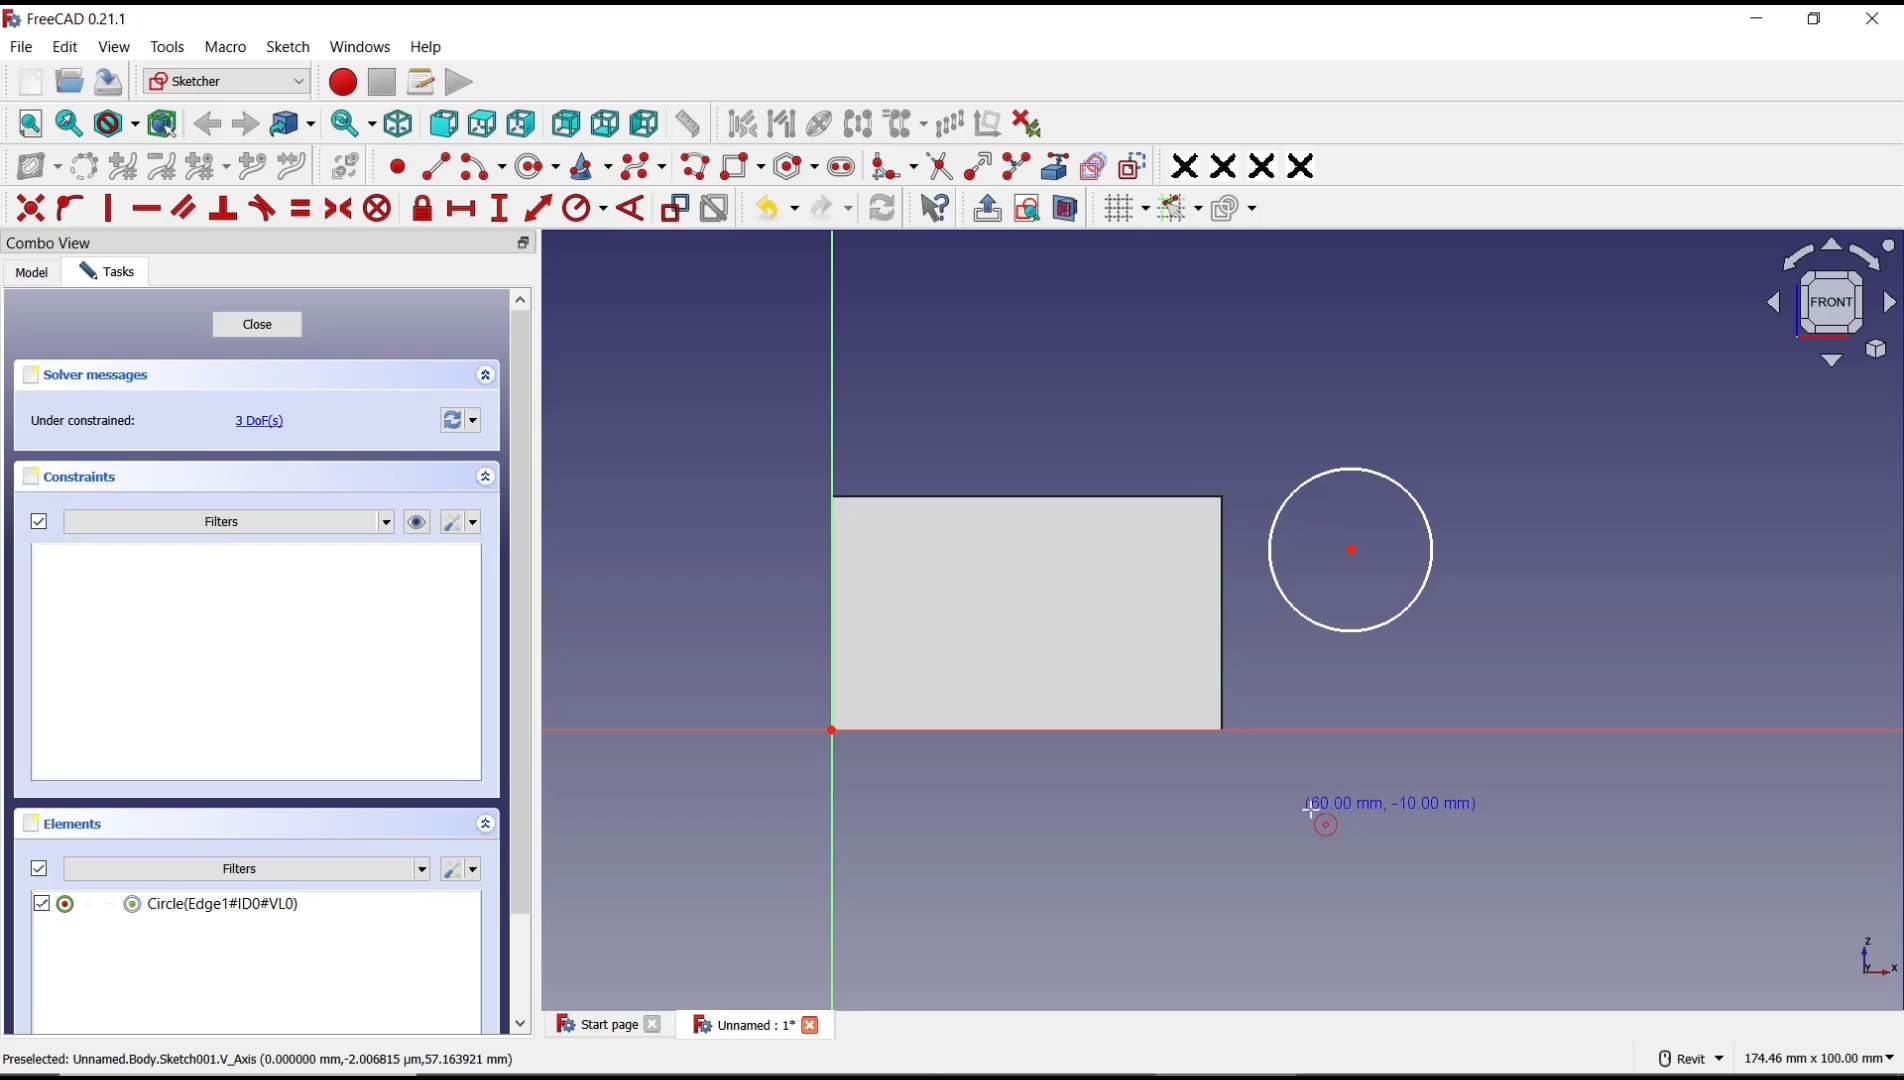 FreeCAD 0.21.1
File Edit View Tools Macro Sketch Windows Help
Sketcher
Combo View
Model Tasks
FRONT
Close
Solver messages
Under constrained: 3 DoF(s)
Constraints
Filters
(60.00 mm, -10.00 mm)
Elements
Filters
Circle(Edge1#ID0#VL0)
Z
Y X
Start page Unnamed : 1*
Preselected: Unnamed.Body.Sketch001.V_Axis (0.000000 mm,-2.006815 µm,57.163921 mm) Revit 174.46 mm x 100.00 mm